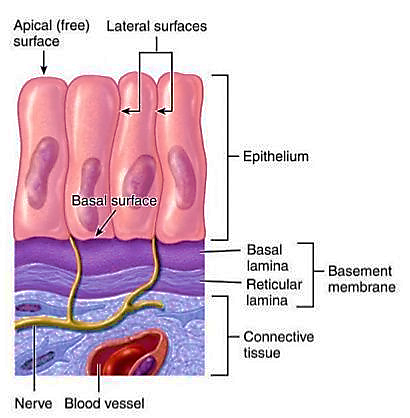 Apical (free)
surface
Lateral surfaces
Epithelium
Basal surface
Basal
lamina
Reticular
lamina
Basement
membrane
Connective
tissue
Nerve
Blood vessel